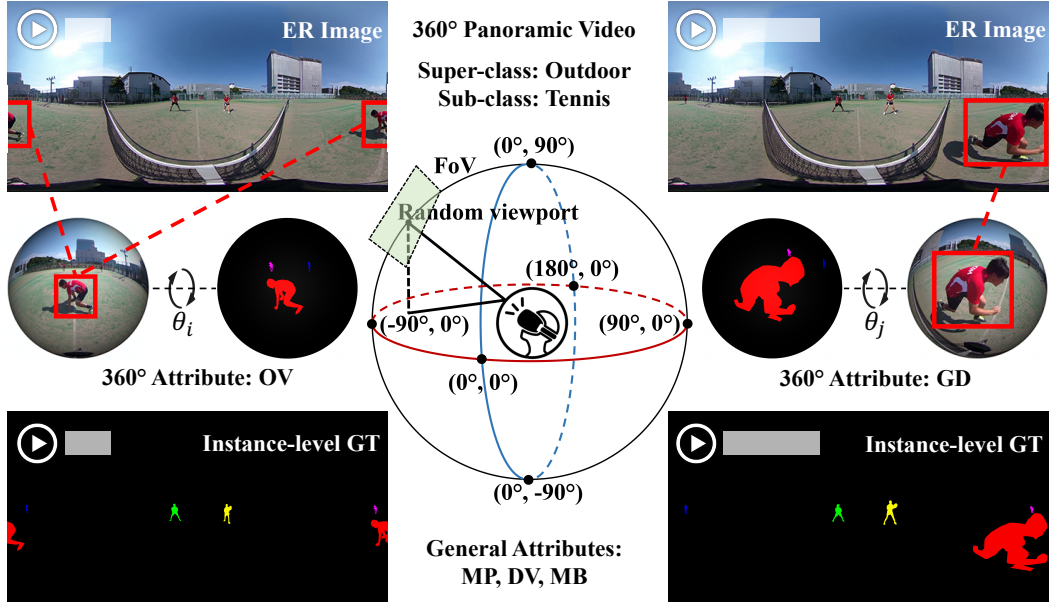 ER Image
360° Panoramic Video
Super-class: Outdoor
Sub-class: Tennis
ER Image
(0°, 90°)
FoV
Random viewport
(180°, 0°)
(-90°, 0°)
(90°, 0°)
(0°, 0°)
(0°, -90°)
θi
θj
360° Attribute: OV
360° Attribute: GD
Instance-level GT
Instance-level GT
General Attributes:
MP, DV, MB